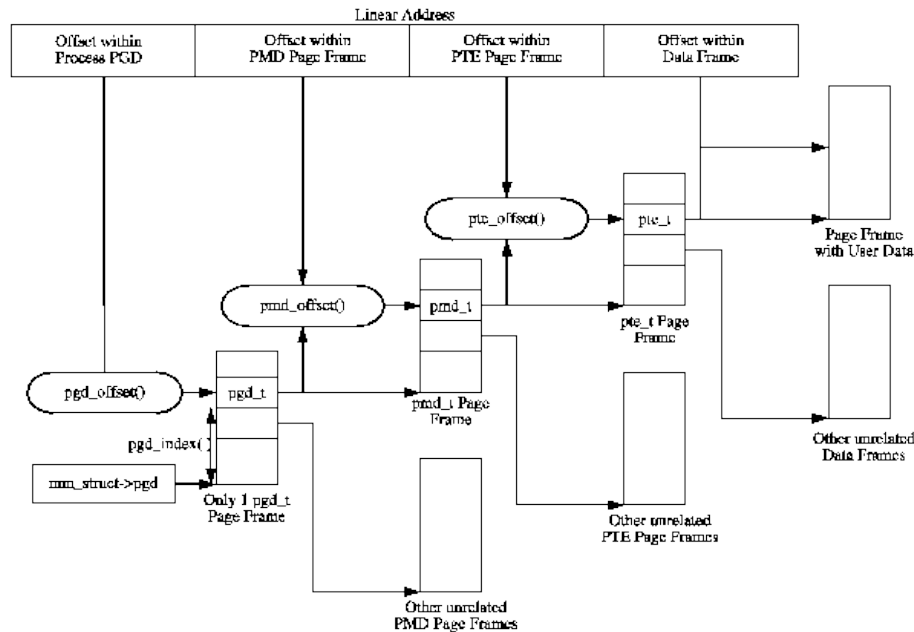 Linear Address
Offset within
Process PGD
Offset within
PMD Page Frame
Offset within
PTE Page Frame
Offset within
Data Frame
pte_offset()
pte_t
Page Frame
with User Data
pmd_offset()
pmd_t
pte_t Page
Frame
pgd_offset()
pgd_t
pmd_t Page
Frame
pgd_index( )
Other unrelated
Data Frames
mm_struct->pgd
Only 1 pgd_t
Page Frame
Other unrelated
PTE Page Frames
Other unrelated
PMD Page Frames